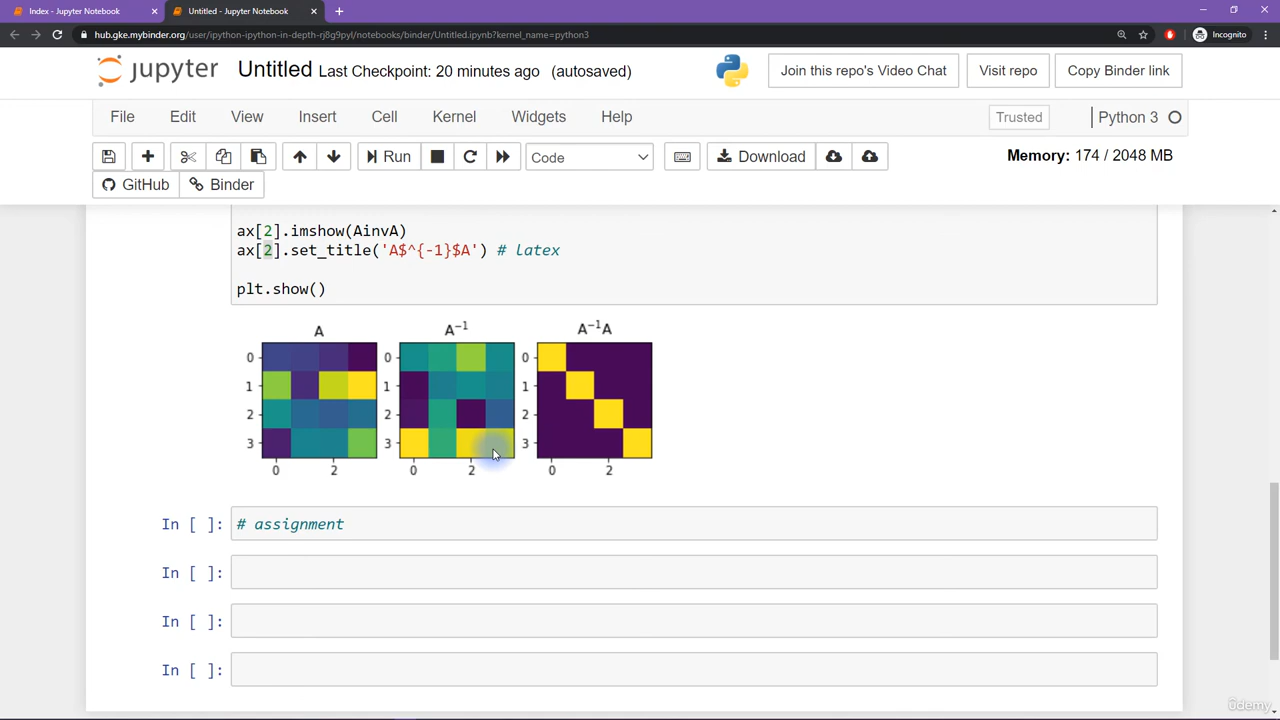 Index - Jupyter Notebook
Untitled - Jupyter Notebook
hub.gke.mybinder.org/user/ipython-ipython-in-depth-rj8g9pyl/notebooks/binder/Untitled.ipynb?kernel_name=python3
Incognito
jupyter Untitled Last Checkpoint: 20 minutes ago (autosaved)
Join this repo's Video Chat Visit repo Copy Binder link
File Edit View Insert Cell Kernel Widgets Help Trusted Python 3
Run Code Download Memory: 174 / 2048 MB
GitHub Binder
ax[2].imshow(AinvA)
ax[2].set_title('A$^{-1}$A') # latex
plt.show()
A A⁻¹ A⁻¹A
0 0 0
1 1 1
2 2 2
3 3 3
0 2 0 2 0 2
In [ ]: # assignment
In [ ]:
In [ ]:
In [ ]:
ûdemy